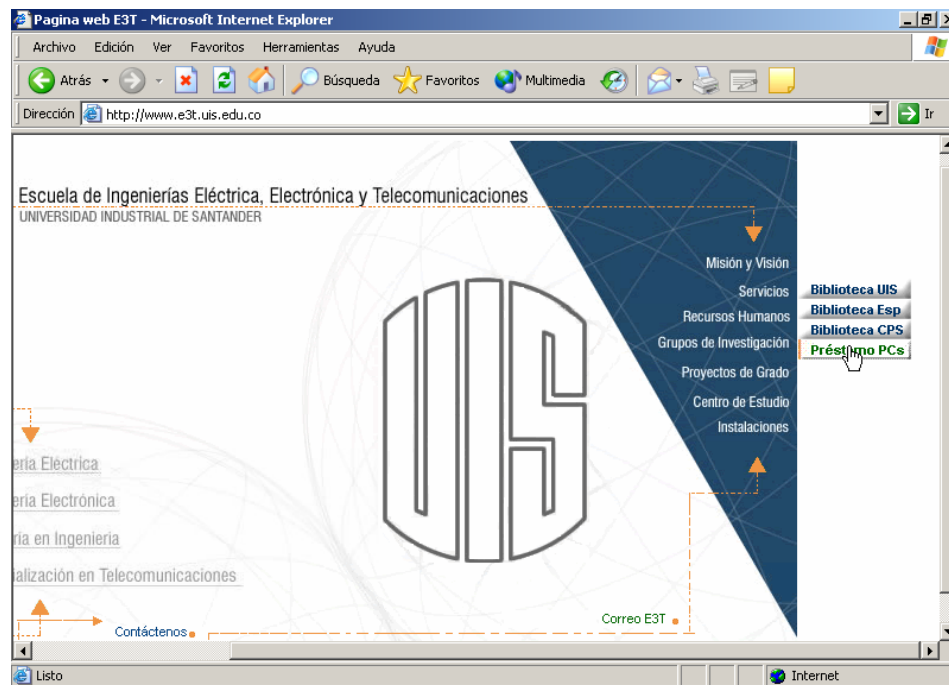 Pagina web E3T - Microsoft Internet Explorer
Archivo Edición Ver Favoritos Herramientas Ayuda
Atrás Búsqueda Favoritos Multimedia
Dirección http://www.e3t.uis.edu.co Ir
Escuela de Ingenierías Eléctrica, Electrónica y Telecomunicaciones
UNIVERSIDAD INDUSTRIAL DE SANTANDER
Misión y Visión
Servicios
Recursos Humanos
Grupos de Investigación
Proyectos de Grado
Centro de Estudio
Instalaciones
Biblioteca UIS
Biblioteca Esp
Biblioteca CPS
Préstamo PCs
UIS
ería Eléctrica
ería Electrónica
ría en Ingenieria
ialización en Telecomunicaciones
Correo E3T
Contáctenos
Listo Internet